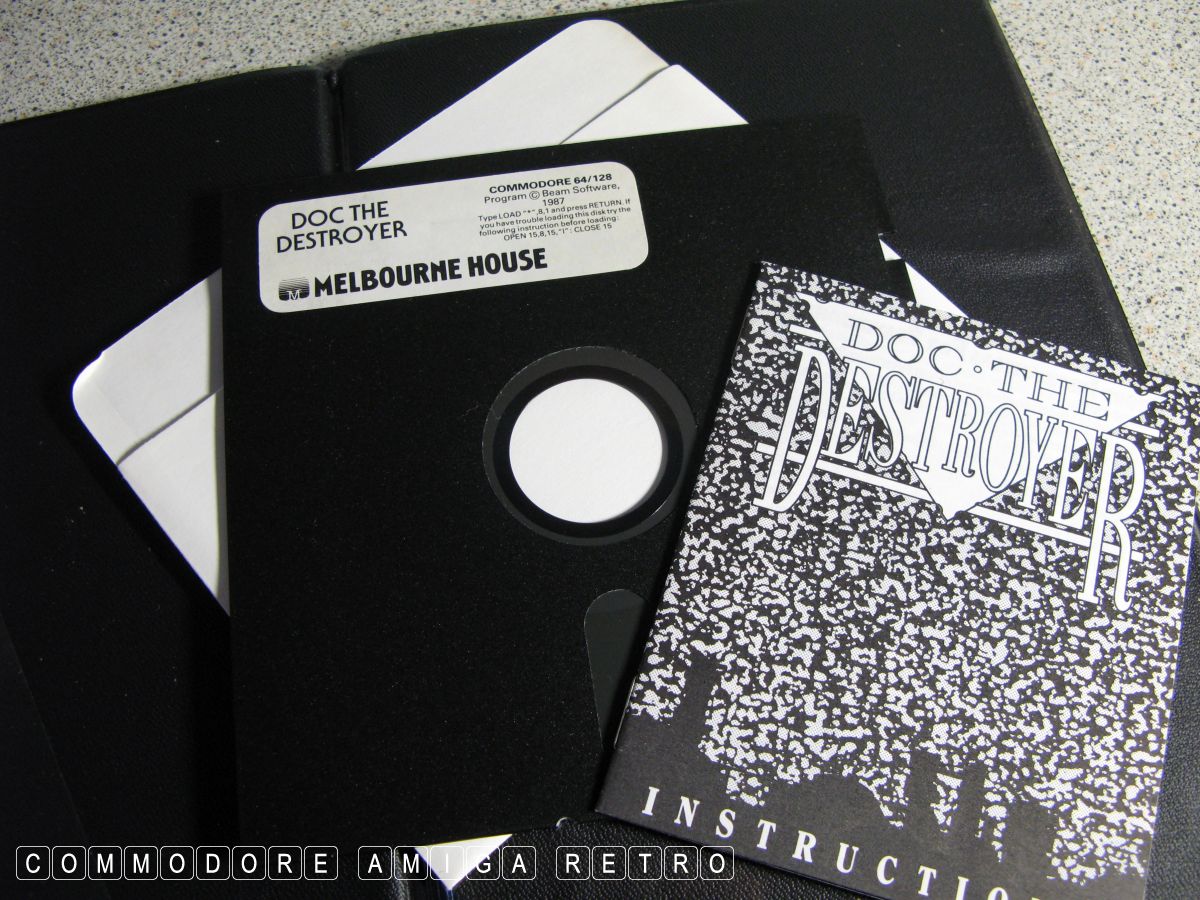 DOC THE
DESTROYER
COMMODORE 64/128
Program © Beam Software,
1987
Type LOAD "*",8,1 and press RETURN. If
you have trouble loading this disk try the
following instruction before loading:
OPEN 15,8,15,"I": CLOSE 15
M MELBOURNE HOUSE
DOC·THE
DESTROYER
INSTRUCTIO
COMMODORE AMIGA RETRO